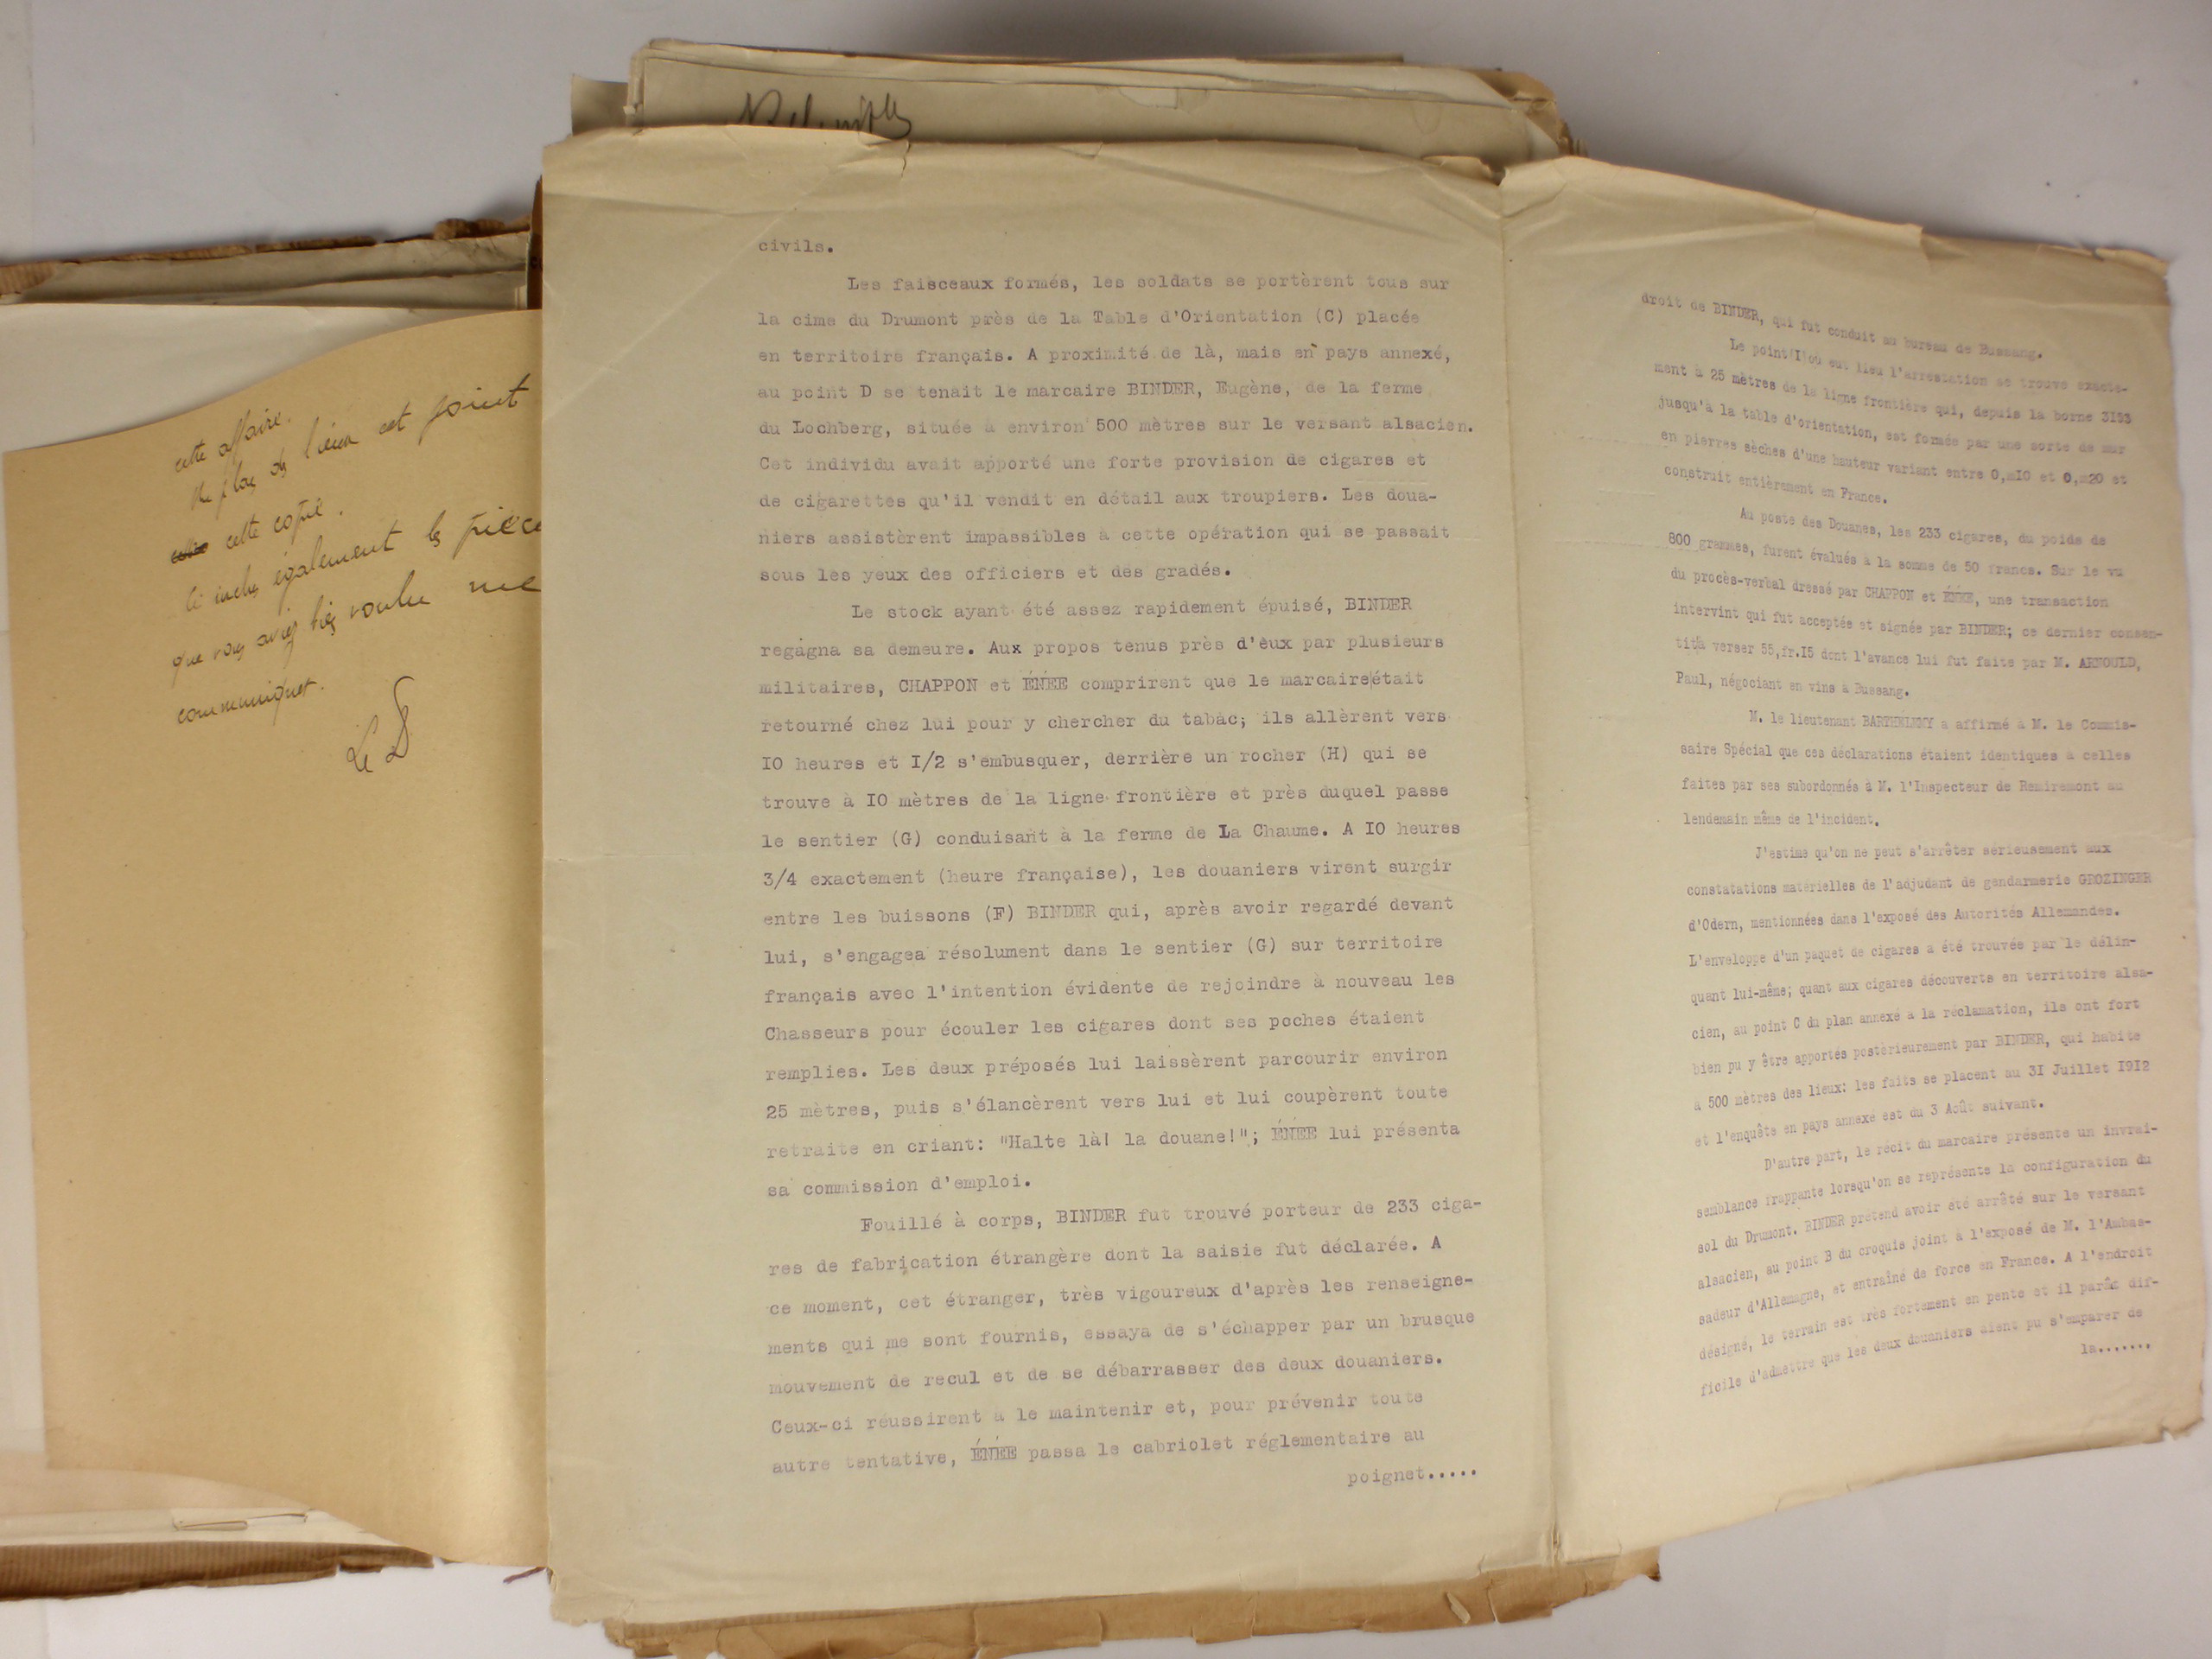 cette affaire.
lieux est joint
cette copie.
également les pièce
que vous aviez bien voulu me
communiquer.
Le D
civils.
Les faisceaux formés, les soldats se portèrent tous sur
la cime du Drumont près de la Table d'Orientation (C) placée
en territoire français. A proximité de là, mais en pays annexé,
au point D se tenait le marcaire BINDER, Eugène, de la ferme
du Lochberg, située à environ 500 mètres sur le versant alsacien.
Cet individu avait apporté une forte provision de cigares et
de cigarettes qu'il vendit en détail aux troupiers. Les doua-
niers assistèrent impassibles à cette opération qui se passait
sous les yeux des officiers et des gradés.
Le stock ayant été assez rapidement épuisé, BINDER
regagna sa demeure. Aux propos tenus près d'eux par plusieurs
militaires, CHAPPON et ÉNÉE comprirent que le marcaire était
retourné chez lui pour y chercher du tabac; ils allèrent vers
IO heures et I/2 s'embusquer, derrière un rocher (H) qui se
trouve à IO mètres de la ligne frontière et près duquel passe
le sentier (G) conduisant à la ferme de La Chaume. A IO heures
3/4 exactement (heure française), les douaniers virent surgir
entre les buissons (F) BINDER qui, après avoir regardé devant
lui, s'engagea résolument dans le sentier (G) sur territoire
français avec l'intention évidente de rejoindre à nouveau les
Chasseurs pour écouler les cigares dont ses poches étaient
remplies. Les deux préposés lui laissèrent parcourir environ
25 mètres, puis s'élancèrent vers lui et lui coupèrent toute
retraite en criant: "Halte là! la douane!"; ÉNÉE lui présenta
sa commission d'emploi.
Fouillé à corps, BINDER fut trouvé porteur de 233 ciga-
res de fabrication étrangère dont la saisie fut déclarée. A
ce moment, cet étranger, très vigoureux d'après les renseigne-
ments qui me sont fournis, essaya de s'échapper par un brusque
mouvement de recul et de se débarrasser des deux douaniers.
Ceux-ci réussirent à le maintenir et, pour prévenir toute
autre tentative, ÉNÉE passa le cabriolet réglementaire au
poignet.....
droit de BINDER, qui fut conduit au bureau de Bussang.
Le point I où eut lieu l'arrestation se trouve exacte-
ment à 25 mètres de la ligne frontière qui, depuis la borne 3153
jusqu'à la table d'orientation, est formée par une sorte de mur
en pierres sèches d'une hauteur variant entre 0,mIO et 0,m20 et
construit entièrement en France.
Au poste des Douanes, les 233 cigares, du poids de
800 grammes, furent évalués à la somme de 50 francs. Sur le vu
du procès-verbal dressé par CHAPPON et ÉNÉE, une transaction
intervint qui fut acceptée et signée par BINDER; ce dernier consen-
tit à verser 55,fr.I5 dont l'avance lui fut faite par M. ARNOULD,
Paul, négociant en vins à Bussang.
M. le lieutenant BARTHELEMY a affirmé à M. le Commis-
saire Spécial que ces déclarations étaient identiques à celles
faites par ses subordonnés à M. l'Inspecteur de Remiremont au
lendemain même de l'incident.
J'estime qu'on ne peut s'arrêter sérieusement aux
constatations matérielles de l'adjudant de gendarmerie GROZINGER
d'Odern, mentionnées dans l'exposé des Autorités Allemandes.
L'enveloppe d'un paquet de cigares a été trouvée par le délin-
quant lui-même; quant aux cigares découverts en territoire alsa-
cien, au point C du plan annexé à la réclamation, ils ont fort
bien pu y être apportés postérieurement par BINDER, qui habite
à 500 mètres des lieux: les faits se placent au 3I Juillet I9I2
et l'enquête en pays annexé est du 3 Août suivant.
D'autre part, le récit du marcaire présente un invrai-
semblance frappante lorsqu'on se représente la configuration du
sol du Drumont. BINDER prétend avoir été arrêté sur le versant
alsacien, au point B du croquis joint à l'exposé de M. l'Ambas-
sadeur d'Allemagne, et entraîné de force en France. A l'endroit
désigné, le terrain est très fortement en pente et il paraît dif-
ficile d'admettre que les deux douaniers aient pu s'emparer de
la.......